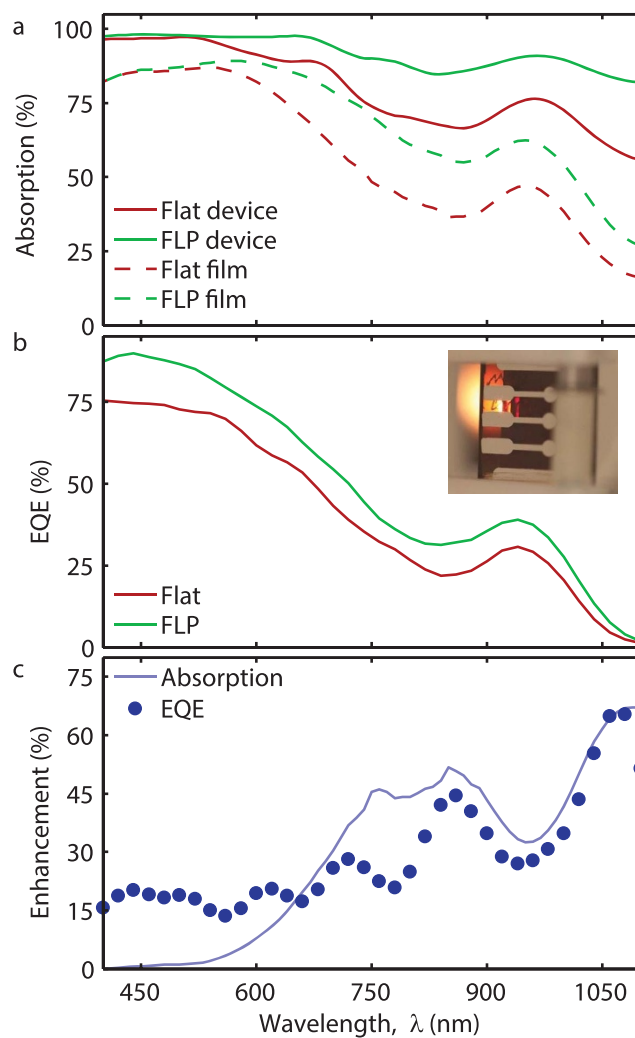 a
100
75
50
25
0
Absorption (%)
Flat device
FLP device
Flat film
FLP film
b
75
50
25
0
EQE (%)
Flat
FLP
c
75
60
45
30
15
0
Enhancement (%)
Absorption
EQE
450 600 750 900 1050
Wavelength, λ (nm)